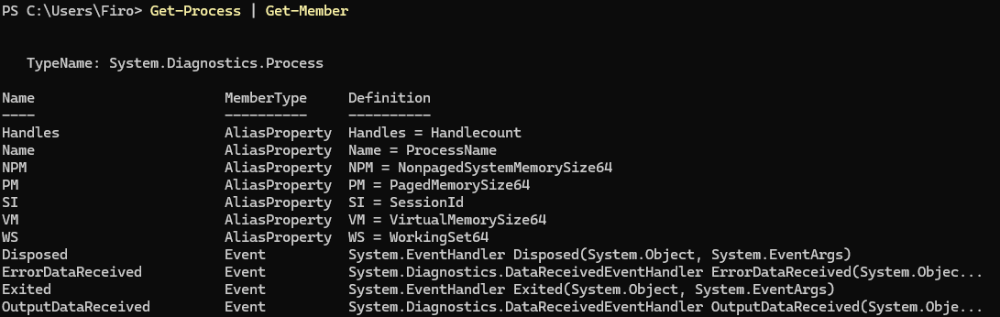 PS C:\Users\Firo> Get-Process | Get-Member
TypeName: System.Diagnostics.Process
Name MemberType Definition
---- ---------- ----------
Handles AliasProperty Handles = Handlecount
Name AliasProperty Name = ProcessName
NPM AliasProperty NPM = NonpagedSystemMemorySize64
PM AliasProperty PM = PagedMemorySize64
SI AliasProperty SI = SessionId
VM AliasProperty VM = VirtualMemorySize64
WS AliasProperty WS = WorkingSet64
Disposed Event System.EventHandler Disposed(System.Object, System.EventArgs)
ErrorDataReceived Event System.Diagnostics.DataReceivedEventHandler ErrorDataReceived(System.Objec...
Exited Event System.EventHandler Exited(System.Object, System.EventArgs)
OutputDataReceived Event System.Diagnostics.DataReceivedEventHandler OutputDataReceived(System.Obje...